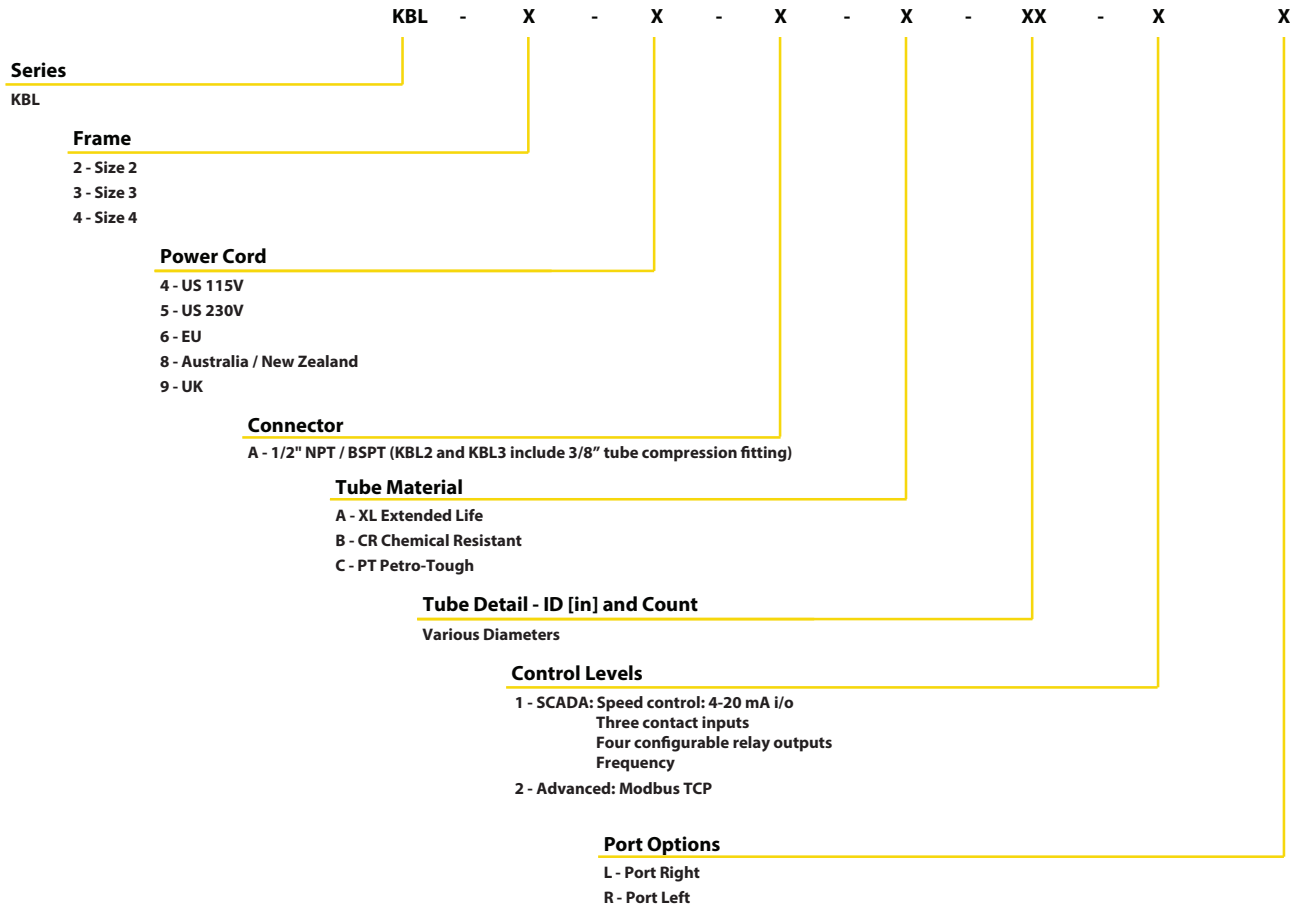 KBL - X - X - X - X - XX - X X
Series
KBL
Frame
2 - Size 2
3 - Size 3
4 - Size 4
Power Cord
4 - US 115V
5 - US 230V
6 - EU
8 - Australia / New Zealand
9 - UK
Connector
A - 1/2" NPT / BSPT (KBL2 and KBL3 include 3/8” tube compression fitting)
Tube Material
A - XL Extended Life
B - CR Chemical Resistant
C - PT Petro-Tough
Tube Detail - ID [in] and Count
Various Diameters
Control Levels
1 - SCADA: Speed control: 4-20 mA i/o
Three contact inputs
Four configurable relay outputs
Frequency
2 - Advanced: Modbus TCP
Port Options
L - Port Right
R - Port Left